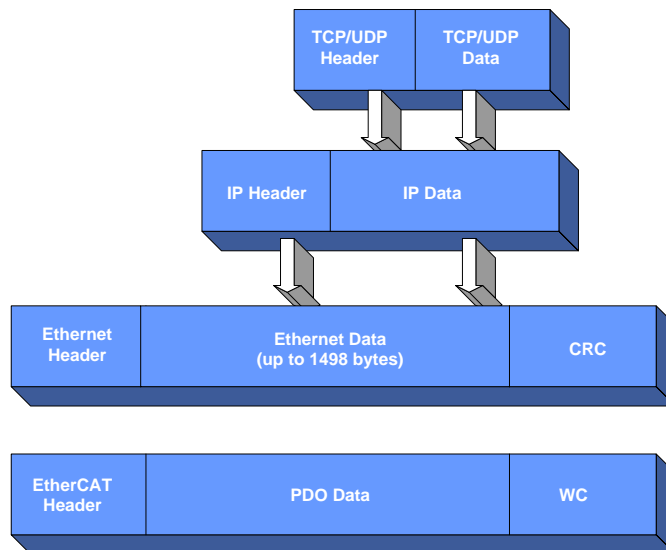 TCP/UDP
Header
TCP/UDP
Data
IP Header
IP Data
Ethernet
Header
Ethernet Data
(up to 1498 bytes)
CRC
EtherCAT
Header
PDO Data
WC